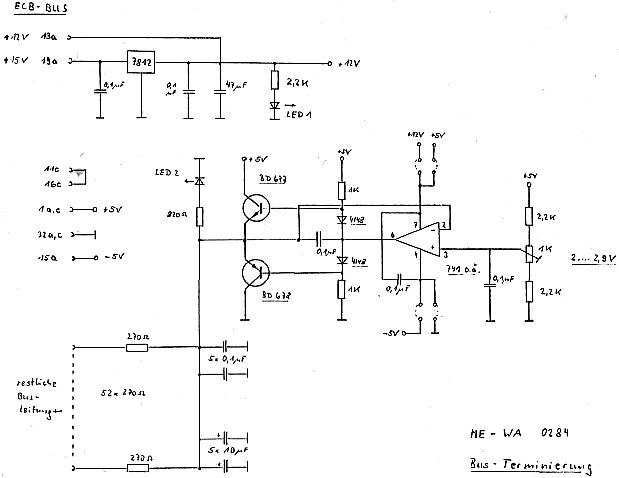 ECB-BUS
+12V 13a
+15V 19a
7812
+12V
0,1µF
0,1
µF
47µF
2,2K
LED 1
+12V +5V
11c
16c
LED 2
+5V
BD 677
+5V
1K
+5V
1a,c +5V
820Ω
4148
7 2
2,2K
32a,c
0,1µF
6
-
+
1K
4148
4 3
741 o.ä.
2....2,9V
15a -5V
BD 678
1K
0,1µF
0,1µF
2,2K
-5V
270Ω
5x 0,1µF
restliche
Bus-
Leitungen
52x 270Ω
+
5x 10µF
+
270Ω
HE-WA 0284
Bus-Terminierung